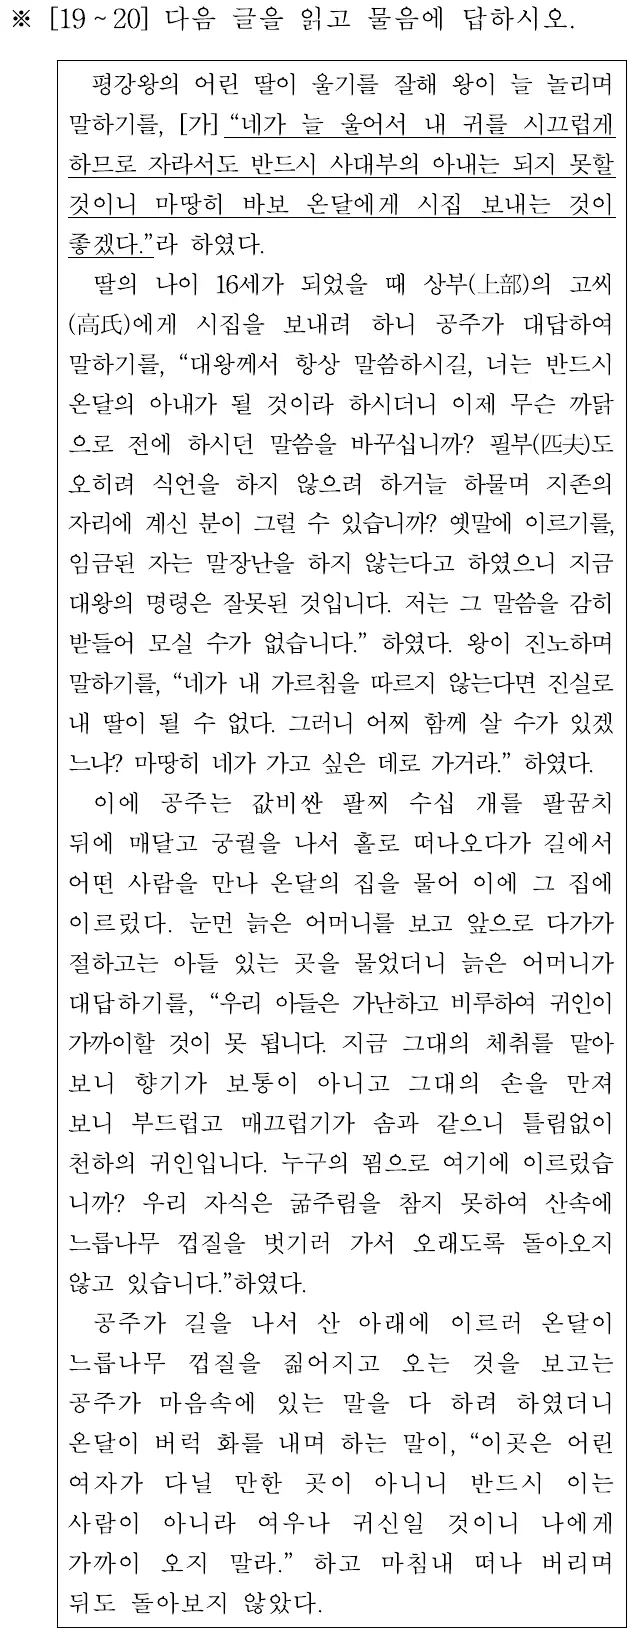 ※ [19 ~ 20] 다음 글을 읽고 물음에 답하시오.
평강왕의 어린 딸이 울기를 잘해 왕이 늘 놀리며
말하기를, [가] “네가 늘 울어서 내 귀를 시끄럽게
하므로 자라서도 반드시 사대부의 아내는 되지 못할
것이니 마땅히 바보 온달에게 시집 보내는 것이
좋겠다.”라 하였다.
딸의 나이 16세가 되었을 때 상부(上部)의 고씨
(高氏)에게 시집을 보내려 하니 공주가 대답하여
말하기를, “대왕께서 항상 말씀하시길, 너는 반드시
온달의 아내가 될 것이라 하시더니 이제 무슨 까닭
으로 전에 하시던 말씀을 바꾸십니까? 필부(匹夫)도
오히려 식언을 하지 않으려 하거늘 하물며 지존의
자리에 계신 분이 그럴 수 있습니까? 옛말에 이르기를,
임금된 자는 말장난을 하지 않는다고 하였으니 지금
대왕의 명령은 잘못된 것입니다. 저는 그 말씀을 감히
받들어 모실 수가 없습니다.” 하였다. 왕이 진노하며
말하기를, “네가 내 가르침을 따르지 않는다면 진실로
내 딸이 될 수 없다. 그러니 어찌 함께 살 수가 있겠
느냐? 마땅히 네가 가고 싶은 데로 가거라.” 하였다.
이에 공주는 값비싼 팔찌 수십 개를 팔꿈치
뒤에 매달고 궁궐을 나서 홀로 떠나오다가 길에서
어떤 사람을 만나 온달의 집을 물어 이에 그 집에
이르렀다. 눈먼 늙은 어머니를 보고 앞으로 다가가
절하고는 아들 있는 곳을 물었더니 늙은 어머니가
대답하기를, “우리 아들은 가난하고 비루하여 귀인이
가까이할 것이 못 됩니다. 지금 그대의 체취를 맡아
보니 향기가 보통이 아니고 그대의 손을 만져
보니 부드럽고 매끄럽기가 솜과 같으니 틀림없이
천하의 귀인입니다. 누구의 꾐으로 여기에 이르렀습
니까? 우리 자식은 굶주림을 참지 못하여 산속에
느릅나무 껍질을 벗기러 가서 오래도록 돌아오지
않고 있습니다.”하였다.
공주가 길을 나서 산 아래에 이르러 온달이
느릅나무 껍질을 짊어지고 오는 것을 보고는
공주가 마음속에 있는 말을 다 하려 하였더니
온달이 버럭 화를 내며 하는 말이, “이곳은 어린
여자가 다닐 만한 곳이 아니니 반드시 이는
사람이 아니라 여우나 귀신일 것이니 나에게
가까이 오지 말라.” 하고 마침내 떠나 버리며
뒤도 돌아보지 않았다.